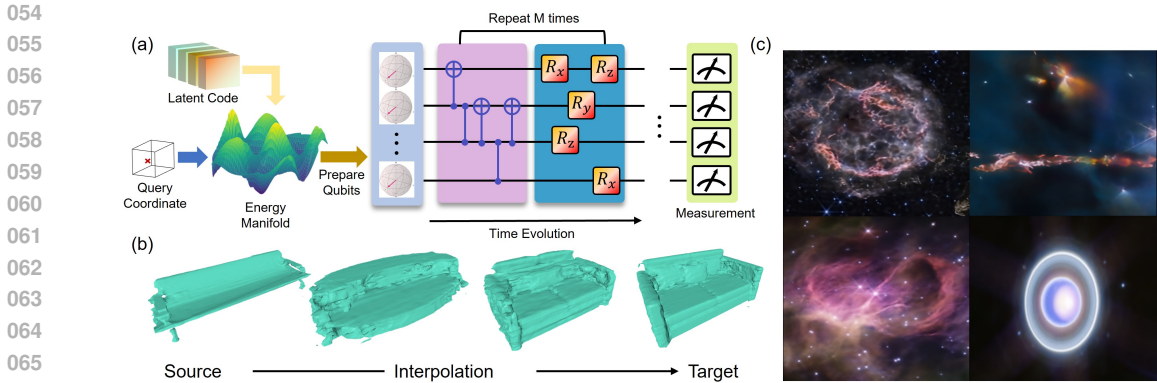 054
055
056
057
058
059
060
061
062
063
064
065
(a)
Repeat M times
Latent Code
Query
Coordinate
Energy
Manifold
Prepare
Qubits
Rx
Rz
Ry
Rz
Rx
Measurement
Time Evolution
(b)
Source
Interpolation
Target
(c)